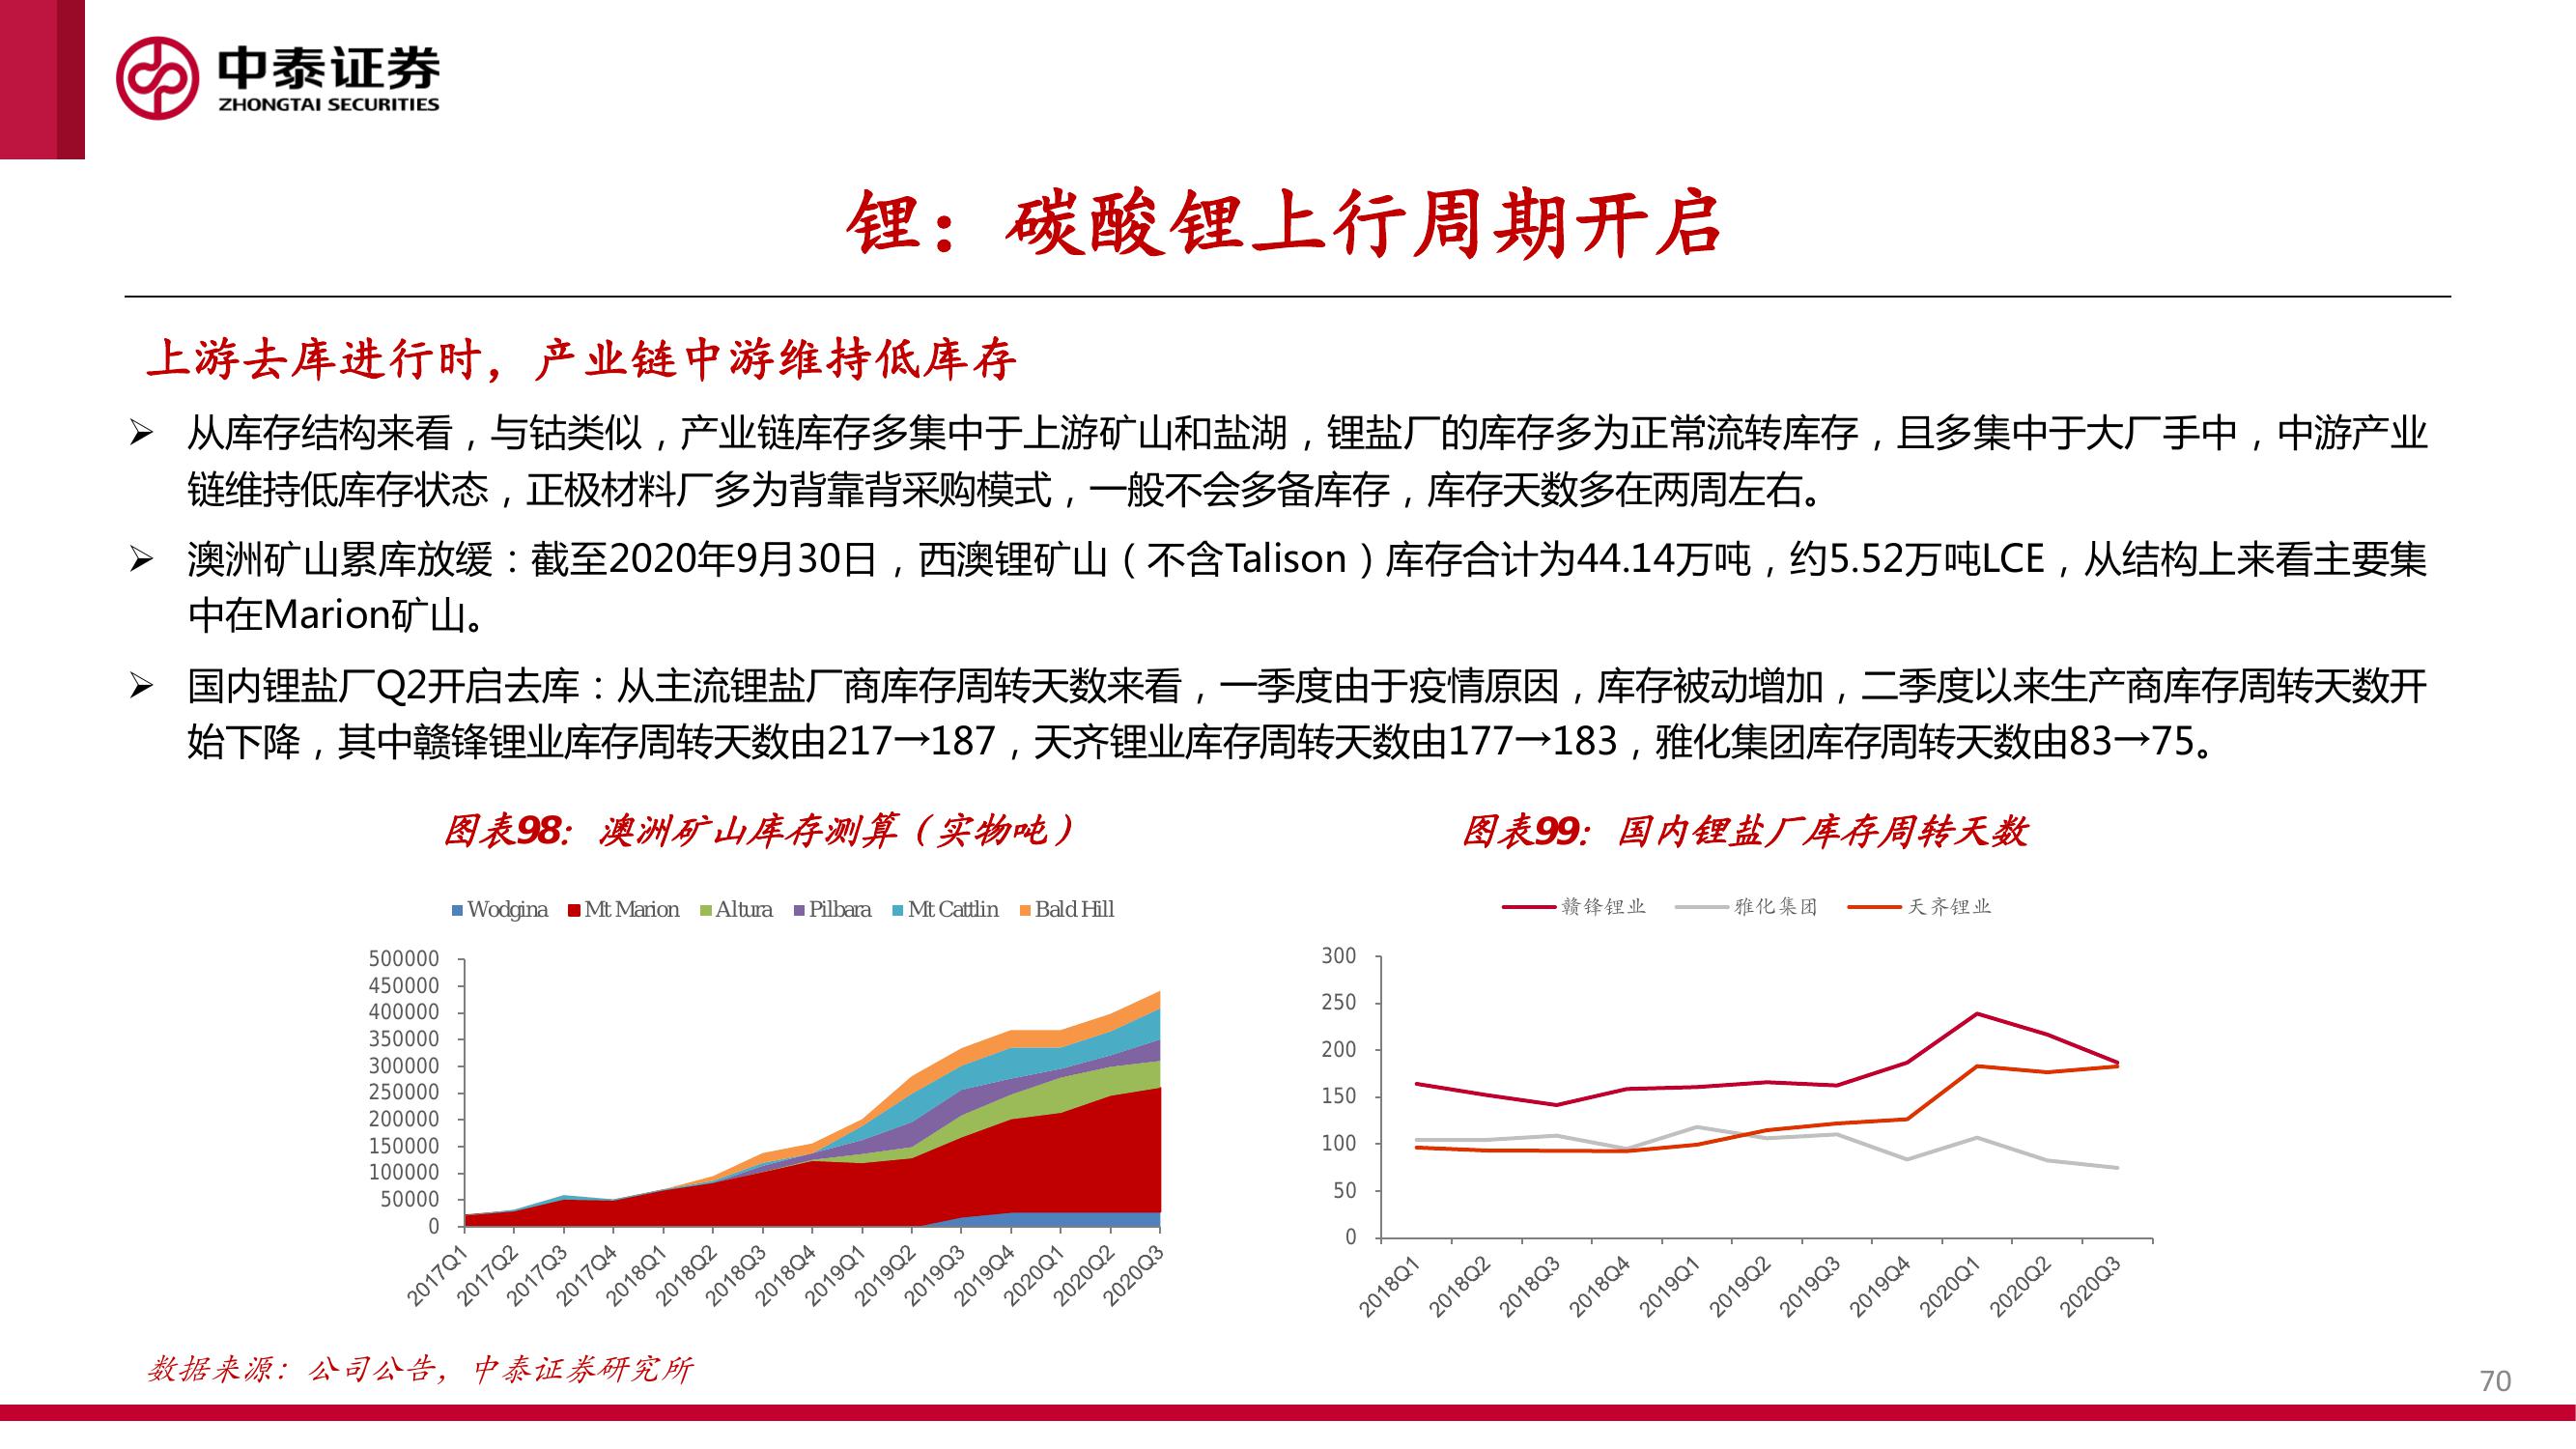 中泰证券
ZHONGTAI SECURITIES
锂：碳酸锂上行周期开启
上游去库进行时，产业链中游维持低库存
➢ 从库存结构来看，与钴类似，产业链库存多集中于上游矿山和盐湖，锂盐厂的库存多为正常流转库存，且多集中于大厂手中，中游产业
链维持低库存状态，正极材料厂多为背靠背采购模式，一般不会多备库存，库存天数多在两周左右。
➢ 澳洲矿山累库放缓：截至2020年9月30日，西澳锂矿山（不含Talison）库存合计为44.14万吨，约5.52万吨LCE，从结构上来看主要集
中在Marion矿山。
➢ 国内锂盐厂Q2开启去库：从主流锂盐厂商库存周转天数来看，一季度由于疫情原因，库存被动增加，二季度以来生产商库存周转天数开
始下降，其中赣锋锂业库存周转天数由217→187，天齐锂业库存周转天数由177→183，雅化集团库存周转天数由83→75。
图表98：澳洲矿山库存测算（实物吨）
Wodgina Mt Marion Altura Pilbara Mt Cattlin Bald Hill
500000
450000
400000
350000
300000
250000
200000
150000
100000
50000
0
2017Q1 2017Q2 2017Q3 2017Q4 2018Q1 2018Q2 2018Q3 2018Q4 2019Q1 2019Q2 2019Q3 2019Q4 2020Q1 2020Q2 2020Q3
图表99：国内锂盐厂库存周转天数
赣锋锂业 雅化集团 天齐锂业
300
250
200
150
100
50
0
2018Q1 2018Q2 2018Q3 2018Q4 2019Q1 2019Q2 2019Q3 2019Q4 2020Q1 2020Q2 2020Q3
数据来源：公司公告，中泰证券研究所
70